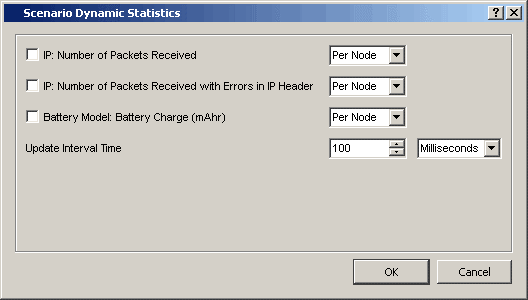 Scenario Dynamic Statistics
IP: Number of Packets Received Per Node
IP: Number of Packets Received with Errors in IP Header Per Node
Battery Model: Battery Charge (mAhr) Per Node
Update Interval Time 100 Milliseconds
OK Cancel